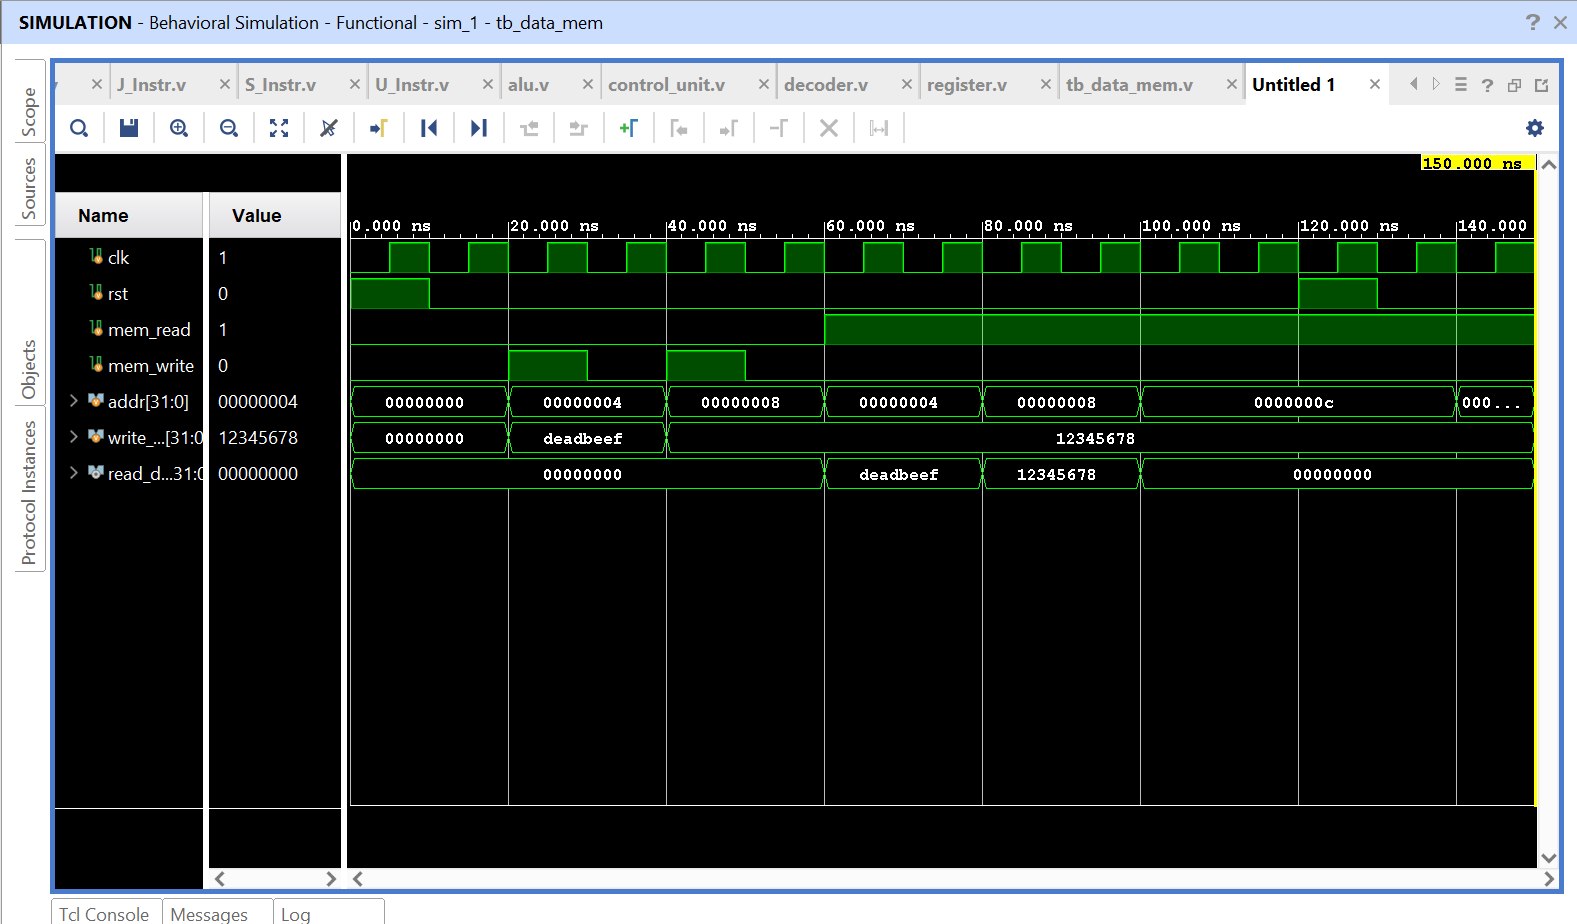 SIMULATION - Behavioral Simulation - Functional - sim_1 - tb_data_mem ? ×
J_Instr.v S_Instr.v U_Instr.v alu.v control_unit.v decoder.v register.v tb_data_mem.v Untitled 1
Scope
Sources
Objects
Protocol Instances
150.000 ns
Name Value
0.000 ns 20.000 ns 40.000 ns 60.000 ns 80.000 ns 100.000 ns 120.000 ns 140.000
clk 1
rst 0
mem_read 1
mem_write 0
addr[31:0] 00000004 00000000 00000004 00000008 00000004 00000008 0000000c 000...
write_...[31:0 12345678 00000000 deadbeef 12345678
read_d...31:0 00000000 00000000 deadbeef 12345678 00000000
Tcl Console Messages Log